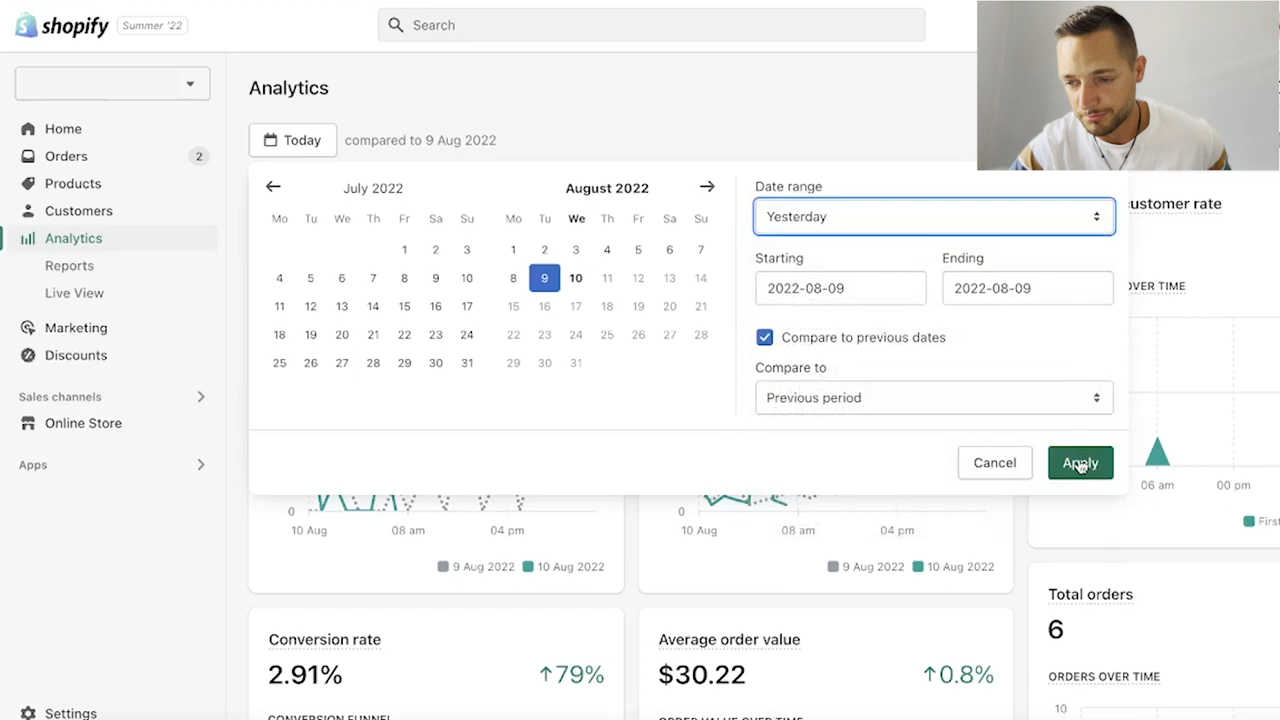 shopify Summer '22
Search
Home
Orders 2
Products
Customers
Analytics
Reports
Live View
Marketing
Discounts
Sales channels
Online Store
Apps
Settings
Analytics
Today compared to 9 Aug 2022
July 2022
Mo Tu We Th Fr Sa Su
1 2 3
4 5 6 7 8 9 10
11 12 13 14 15 16 17
18 19 20 21 22 23 24
25 26 27 28 29 30 31
August 2022
Mo Tu We Th Fr Sa Su
1 2 3 4 5 6 7
8 9 10 11 12 13 14
15 16 17 18 19 20 21
22 23 24 25 26 27 28
29 30 31
Date range
Yesterday
Starting Ending
2022-08-09 2022-08-09
Compare to previous dates
Compare to
Previous period
Cancel Apply
customer rate
OVER TIME
06 am 00 pm
First
0
10 Aug 08 am 04 pm
9 Aug 2022 10 Aug 2022
0
10 Aug 08 am 04 pm
9 Aug 2022 10 Aug 2022
Conversion rate
2.91% ↑79%
CONVERSION FUNNEL
Average order value
$30.22 ↑0.8%
ORDER VALUE OVER TIME
Total orders
6
ORDERS OVER TIME
10